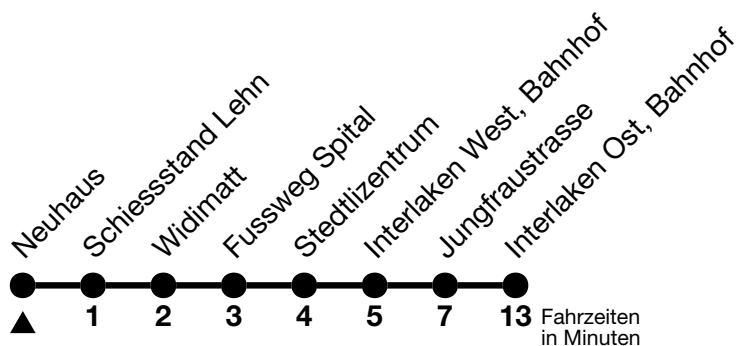 Neuhaus
Schiessstand Lehn
Widimatt
Fussweg Spital
Stedtlizentrum
Interlaken West, Bahnhof
Jungfraustrasse
Interlaken Ost, Bahnhof
1 2 3 4 5 7 13 Fahrzeiten
in Minuten